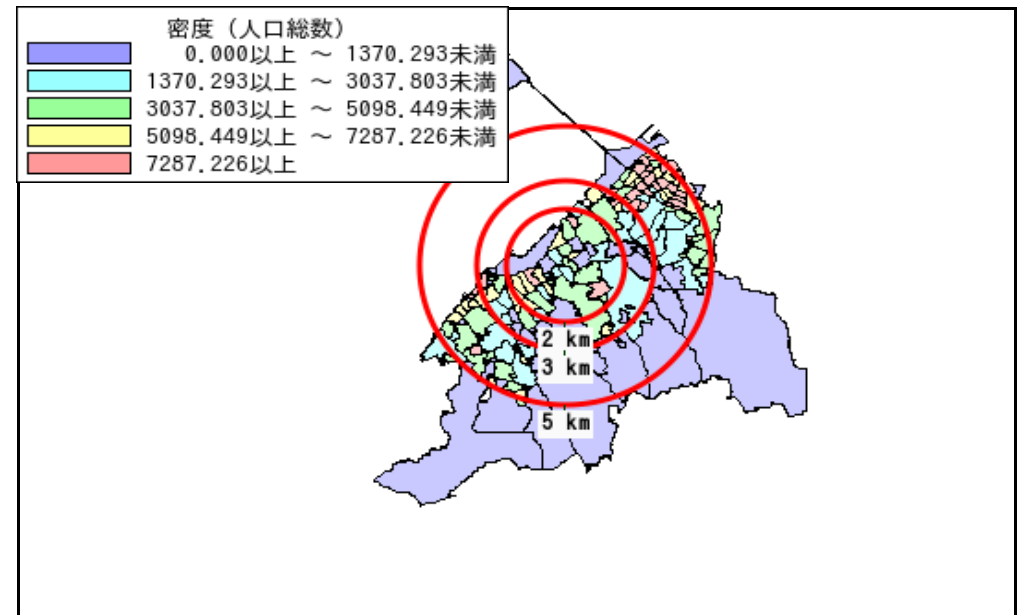 密度（人口総数）
0.000以上 ～ 1370.293未満
1370.293以上 ～ 3037.803未満
3037.803以上 ～ 5098.449未満
5098.449以上 ～ 7287.226未満
7287.226以上
2 km
3 km
5 km